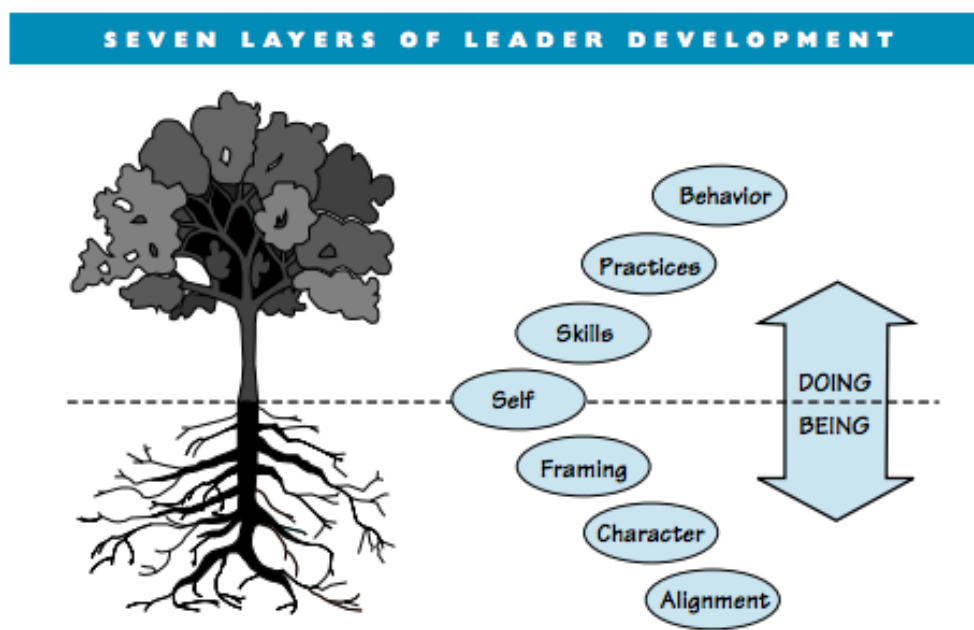 SEVEN LAYERS OF LEADER DEVELOPMENT
Behavior
Practices
Skills
Self
DOING
BEING
Framing
Character
Alignment